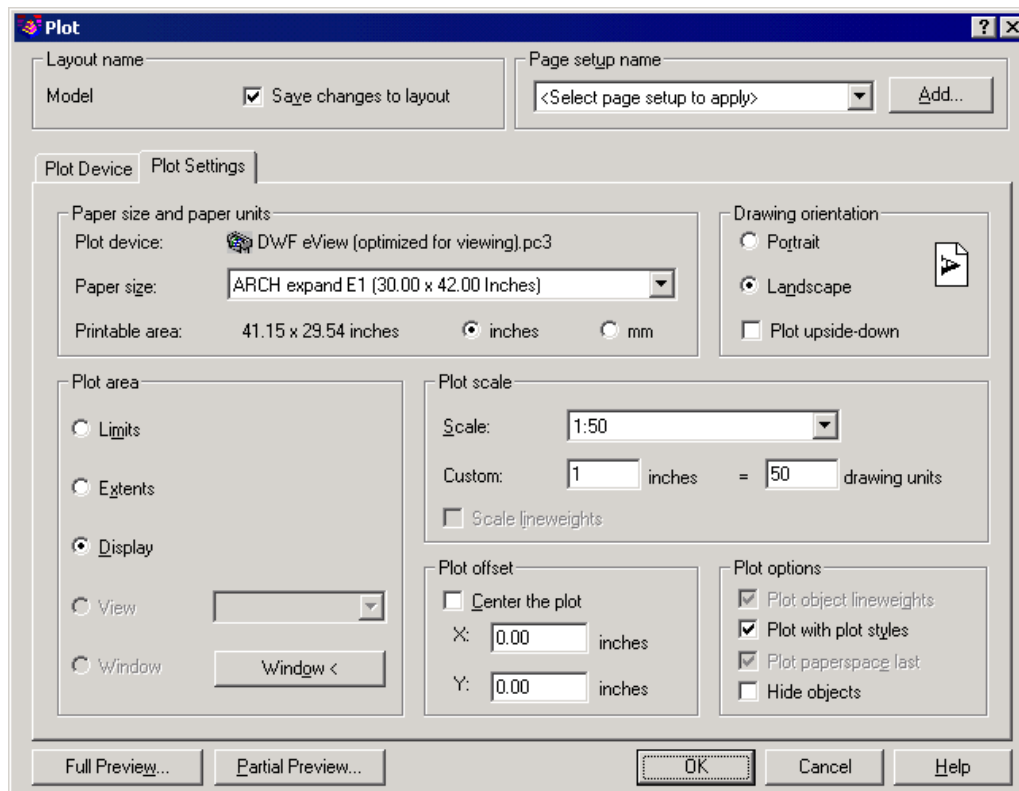 Plot
Layout name
Model
Save changes to layout
Page setup name
<Select page setup to apply>
Add...
Plot Device
Plot Settings
Paper size and paper units
Plot device:
DWF eView (optimized for viewing).pc3
Paper size:
ARCH expand E1 (30.00 x 42.00 Inches)
Printable area:
41.15 x 29.54 inches
inches
mm
Drawing orientation
Portrait
Landscape
A
Plot upside-down
Plot area
Limits
Extents
Display
View
Window
Window <
Plot scale
Scale:
1:50
Custom:
1
inches
=
50
drawing units
Scale lineweights
Plot offset
Center the plot
X:
0.00
inches
Y:
0.00
inches
Plot options
Plot object lineweights
Plot with plot styles
Plot paperspace last
Hide objects
Full Preview...
Partial Preview...
OK
Cancel
Help